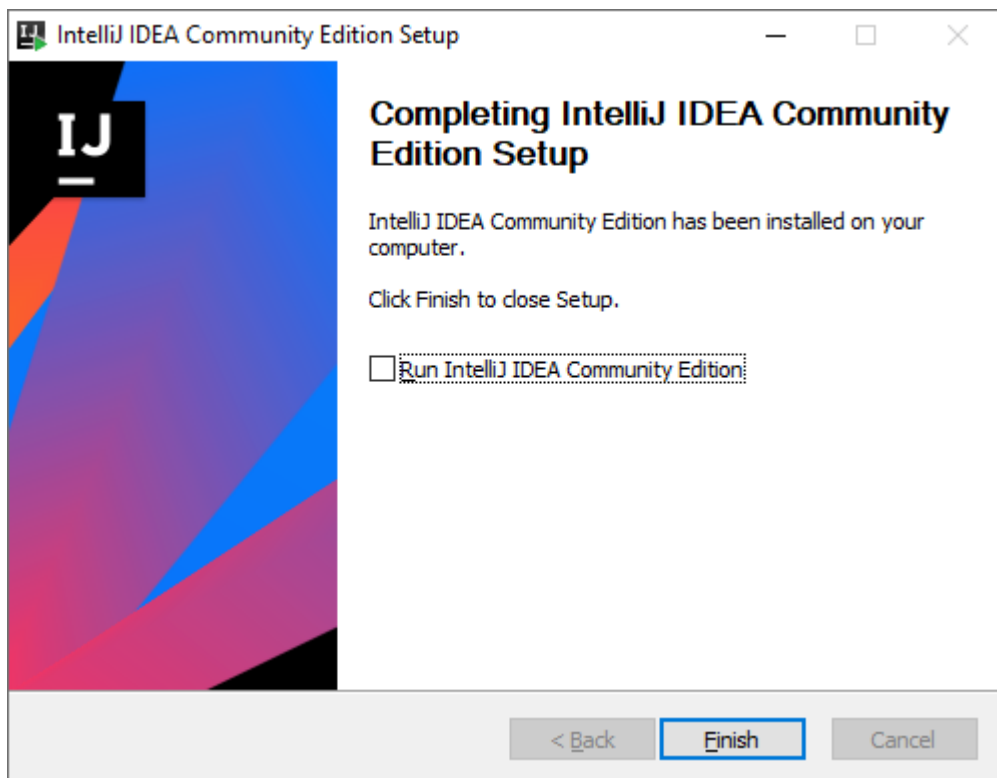 IntelliJ IDEA Community Edition Setup
IJ
Completing IntelliJ IDEA Community
Edition Setup
IntelliJ IDEA Community Edition has been installed on your
computer.
Click Finish to close Setup.
Run IntelliJ IDEA Community Edition
< Back
Finish
Cancel